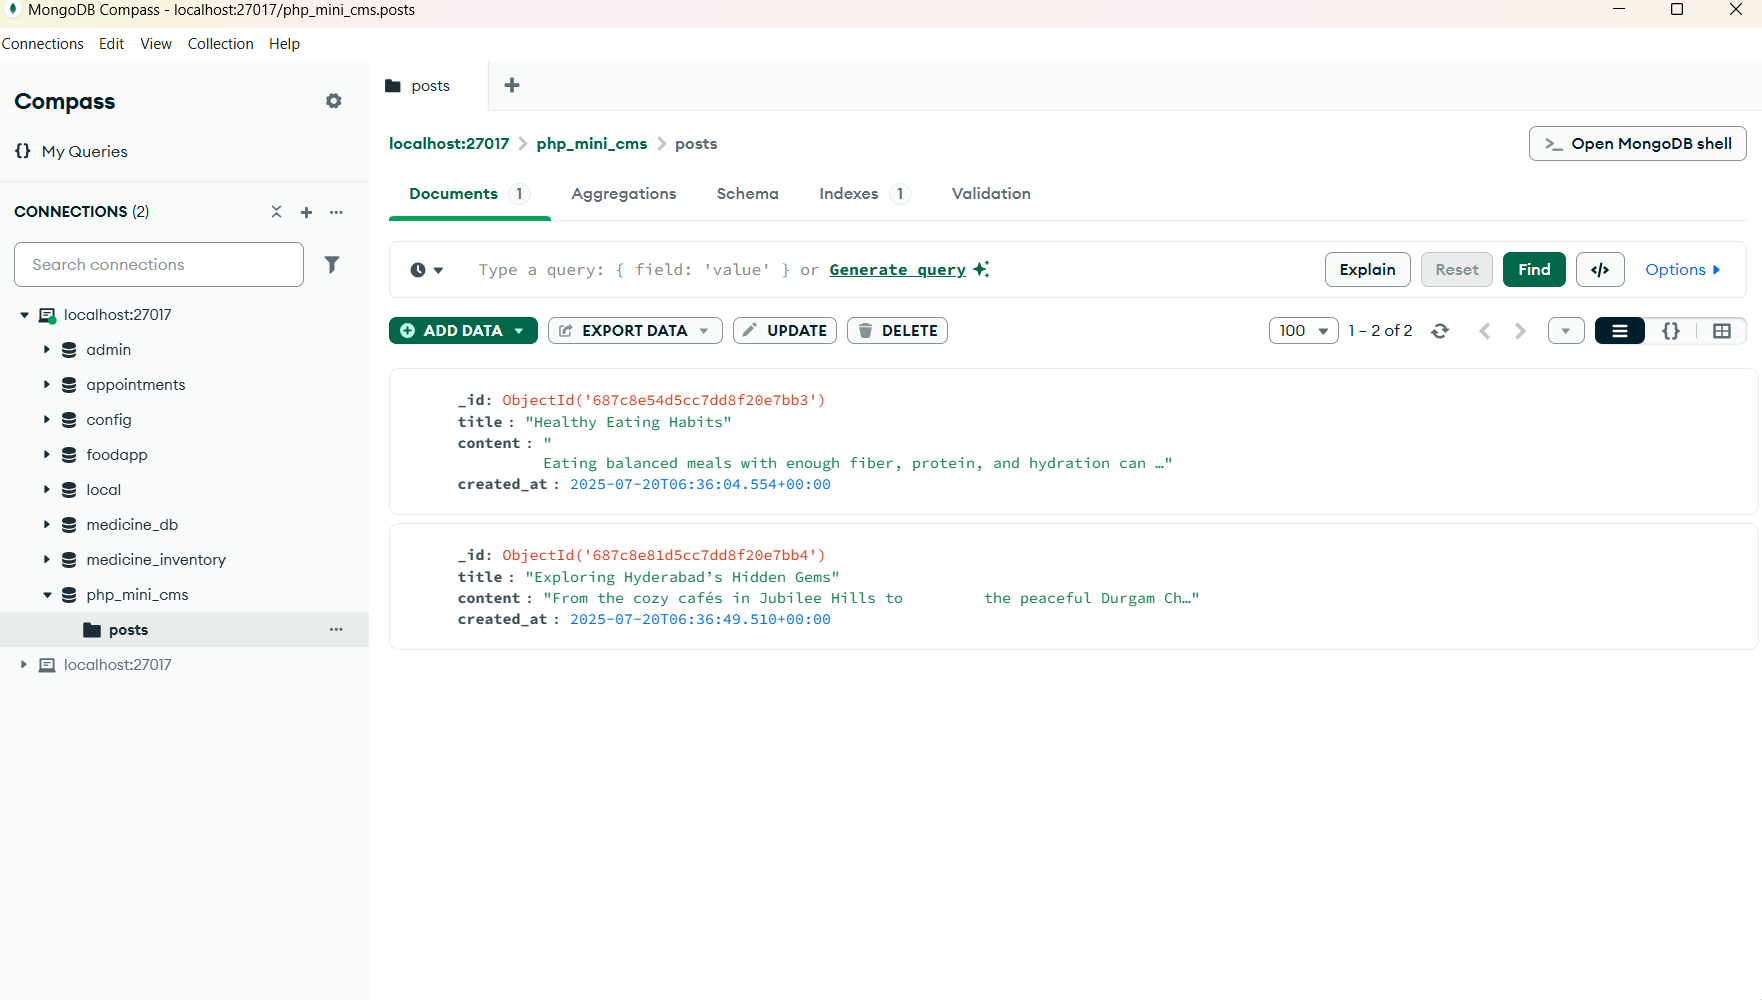 MongoDB Compass - localhost:27017/php_mini_cms.posts
Connections Edit View Collection Help
Compass
{} My Queries
CONNECTIONS (2)
Search connections
localhost:27017
admin
appointments
config
foodapp
local
medicine_db
medicine_inventory
php_mini_cms
posts
localhost:27017
posts
localhost:27017 > php_mini_cms > posts
>_ Open MongoDB shell
Documents 1 Aggregations Schema Indexes 1 Validation
Type a query: { field: 'value' } or Generate query
Explain Reset Find </> Options
ADD DATA EXPORT DATA UPDATE DELETE
100 1 – 2 of 2 {}
_id: ObjectId('687c8e54d5cc7dd8f20e7bb3')
title : "Healthy Eating Habits"
content : "
Eating balanced meals with enough fiber, protein, and hydration can …"
created_at : 2025-07-20T06:36:04.554+00:00
_id: ObjectId('687c8e81d5cc7dd8f20e7bb4')
title : "Exploring Hyderabad’s Hidden Gems"
content : "From the cozy cafés in Jubilee Hills to the peaceful Durgam Ch…"
created_at : 2025-07-20T06:36:49.510+00:00